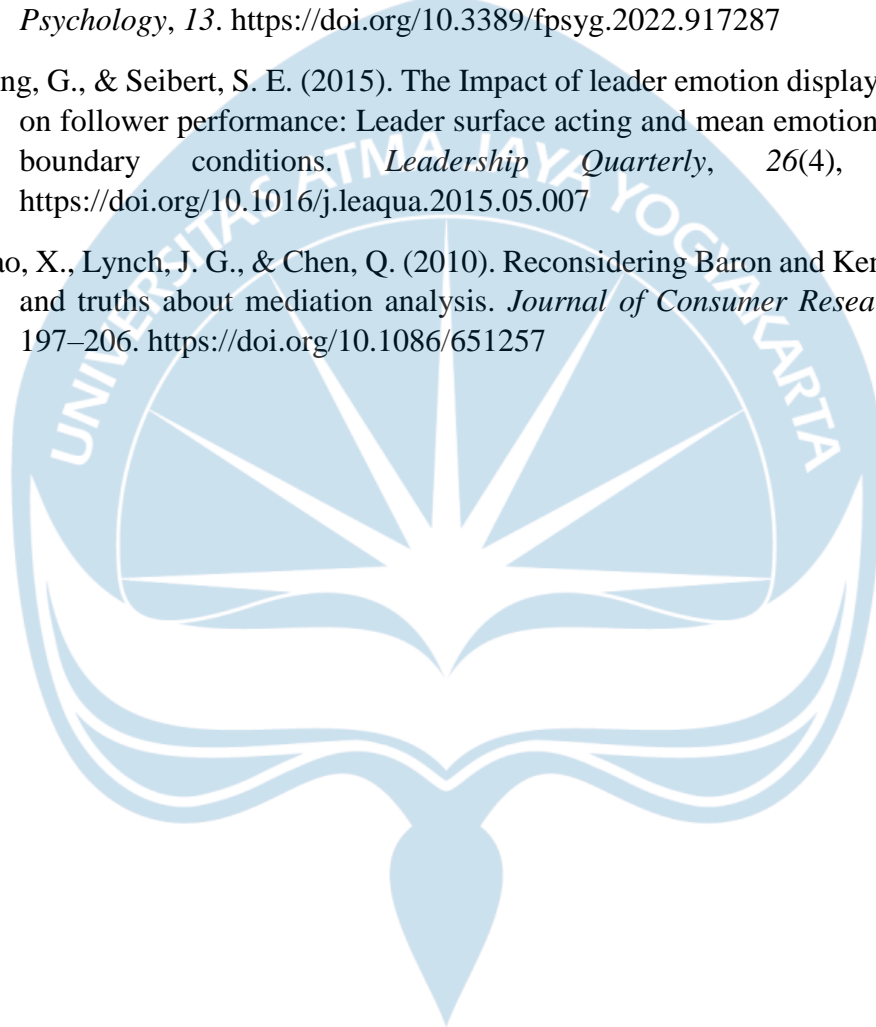 Psychology, 13. https://doi.org/10.3389/fpsyg.2022.917287
ng, G., & Seibert, S. E. (2015). The Impact of leader emotion display
on follower performance: Leader surface acting and mean emotion
boundary conditions. Leadership Quarterly, 26(4),
https://doi.org/10.1016/j.leaqua.2015.05.007
ao, X., Lynch, J. G., & Chen, Q. (2010). Reconsidering Baron and Ken
and truths about mediation analysis. Journal of Consumer Resea
197–206. https://doi.org/10.1086/651257
UNIVERSITAS ATMA JAYA YOGYAKARTA